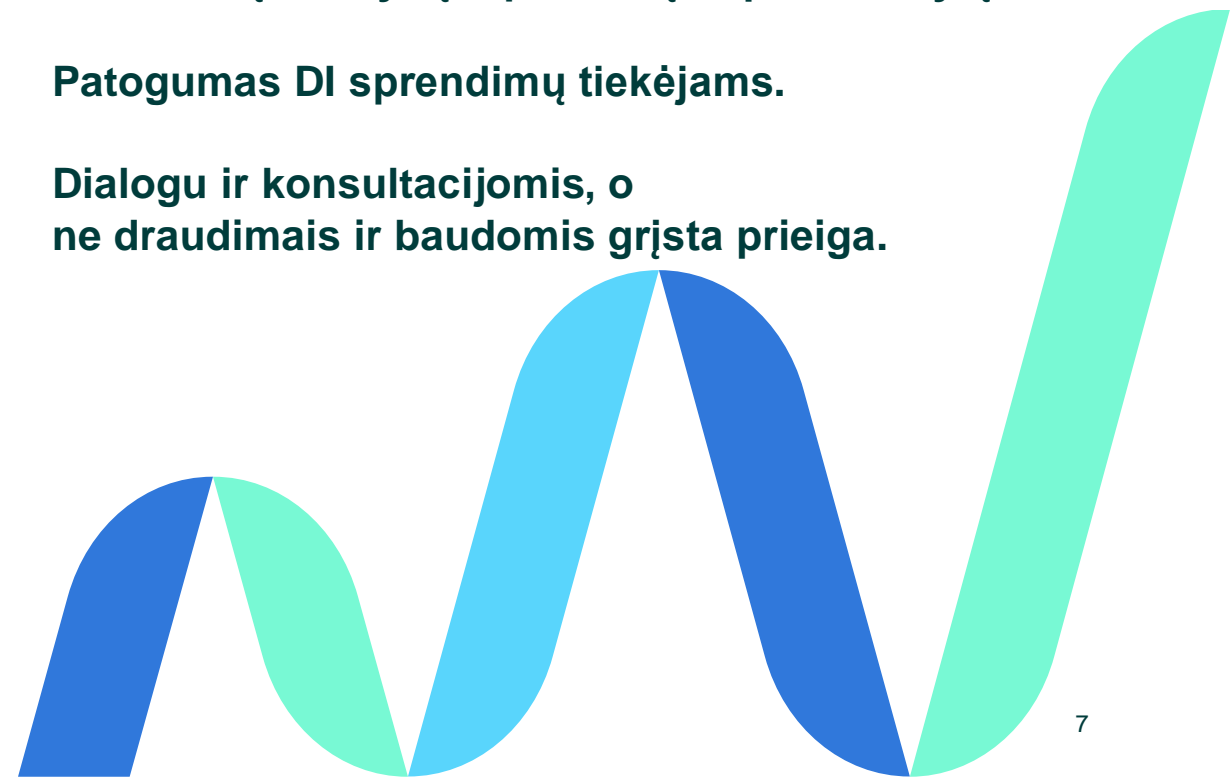 Patogumas DI sprendimų tiekėjams.
Dialogu ir konsultacijomis, o
ne draudimais ir baudomis grįsta prieiga.
7